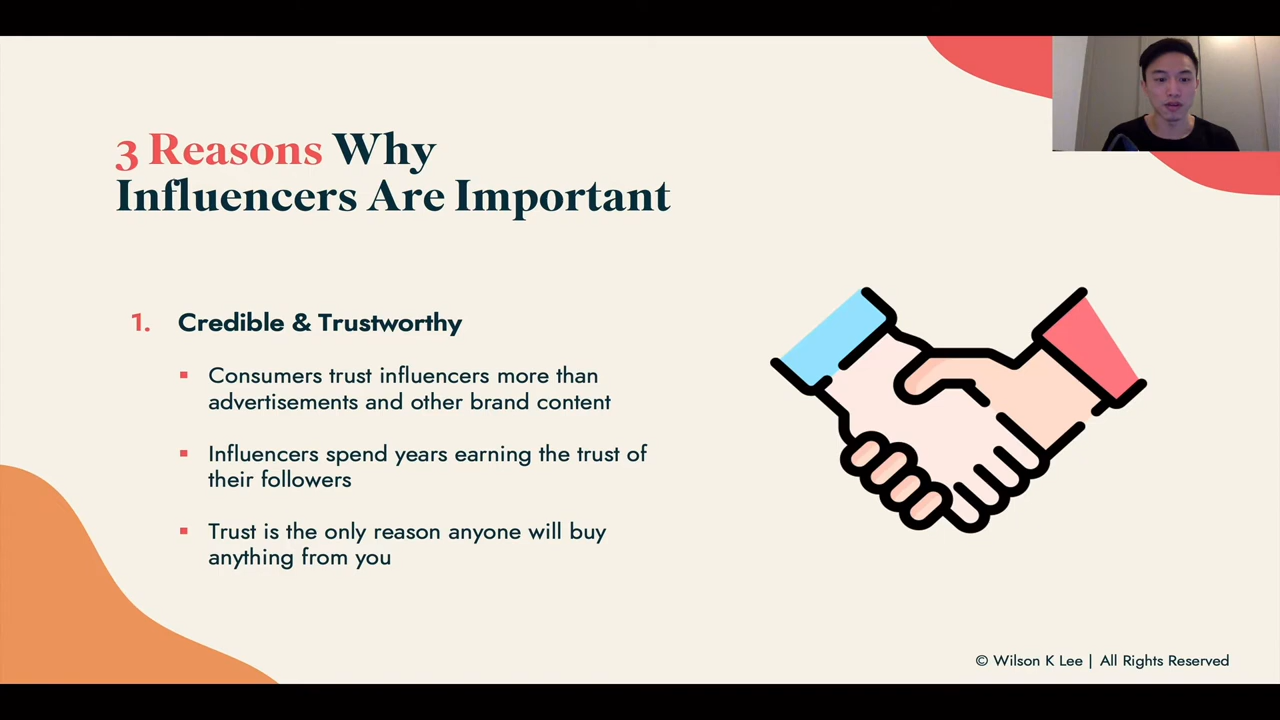 3 Reasons Why
Influencers Are Important
1. Credible & Trustworthy
▪ Consumers trust influencers more than
advertisements and other brand content
▪ Influencers spend years earning the trust of
their followers
▪ Trust is the only reason anyone will buy
anything from you
© Wilson K Lee | All Rights Reserved